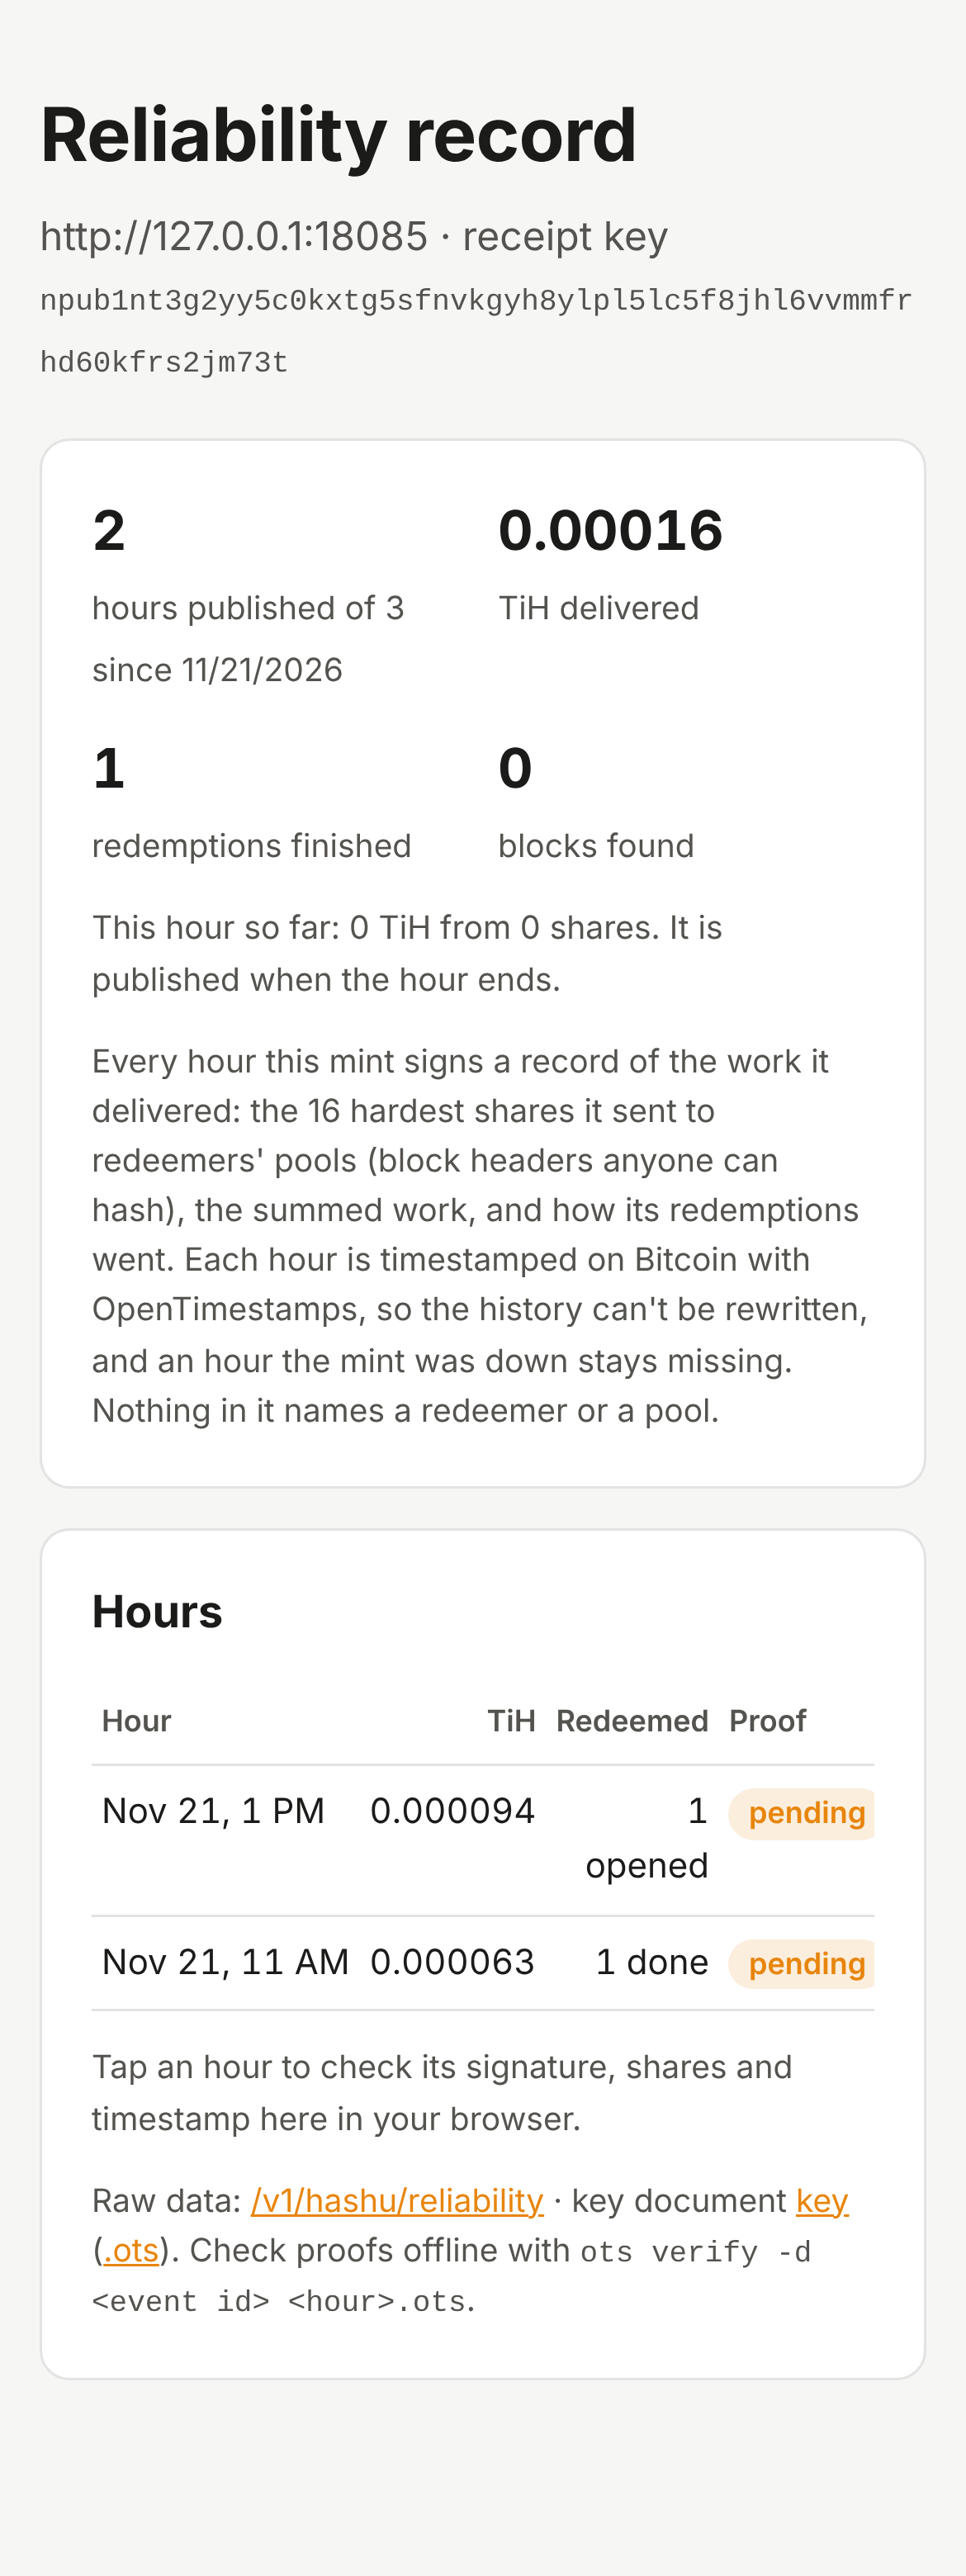 Reliability record
http://127.0.0.1:18085 · receipt key
npub1nt3g2yy5c0kxtg5sfnvkgyh8ylpl5lc5f8jhl6vvmmfr
hd60kfrs2jm73t
2
hours published of 3
since 11/21/2026
0.00016
TiH delivered
1
redemptions finished
0
blocks found
This hour so far: 0 TiH from 0 shares. It is
published when the hour ends.
Every hour this mint signs a record of the work it
delivered: the 16 hardest shares it sent to
redeemers' pools (block headers anyone can
hash), the summed work, and how its redemptions
went. Each hour is timestamped on Bitcoin with
OpenTimestamps, so the history can't be rewritten,
and an hour the mint was down stays missing.
Nothing in it names a redeemer or a pool.
Hours
Hour TiH Redeemed Proof
Nov 21, 1 PM 0.000094 1 pending
opened
Nov 21, 11 AM 0.000063 1 done pending
Tap an hour to check its signature, shares and
timestamp here in your browser.
Raw data: /v1/hashu/reliability · key document key
(.ots). Check proofs offline with ots verify -d
<event id> <hour>.ots.